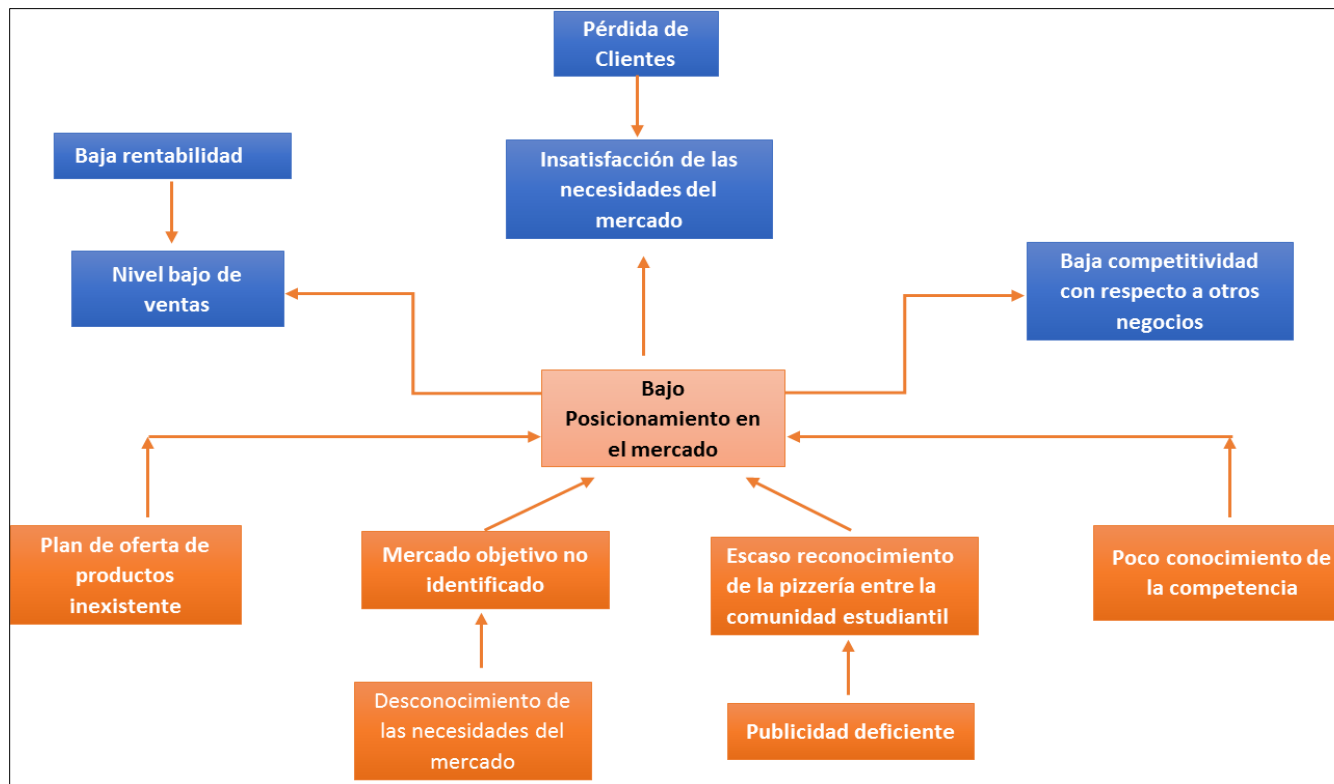 Pérdida de
Clientes
Baja rentabilidad
Insatisfacción de las
necesidades del
mercado
Nivel bajo de
ventas
Baja competitividad
con respecto a otros
negocios
Bajo
Posicionamiento en
el mercado
Plan de oferta de
productos
inexistente
Mercado objetivo no
identificado
Escaso reconocimiento
de la pizzería entre la
comunidad estudiantil
Poco conocimiento de
la competencia
Desconocimiento de
las necesidades del
mercado
Publicidad deficiente